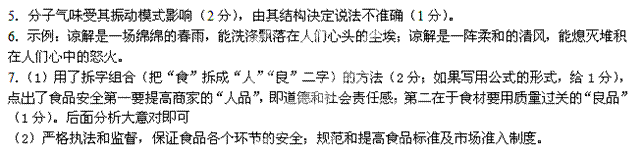 5. 分子气味受其振动模式影响（2 分），由其结构决定说法不准确（1 分）。
6. 示例：谅解是一场绵绵的春雨，能洗涤飘落在人们心头的尘埃；谅解是一阵柔和的清风，能熄灭堆积
在人们心中的怒火。
7.（1）用了拆字组合（把“食”拆成“人”“良”二字）的方法（2 分；如果写用公式的形式，给 1 分），
点出了食品安全第一要提高商家的“人品”，即道德和社会责任感；第二在于食材要用质量过关的“良品”
（1 分）。后面分析大意对即可
（2）严格执法和监督，保证食品各个环节的安全；规范和提高食品标准及市场准入制度。